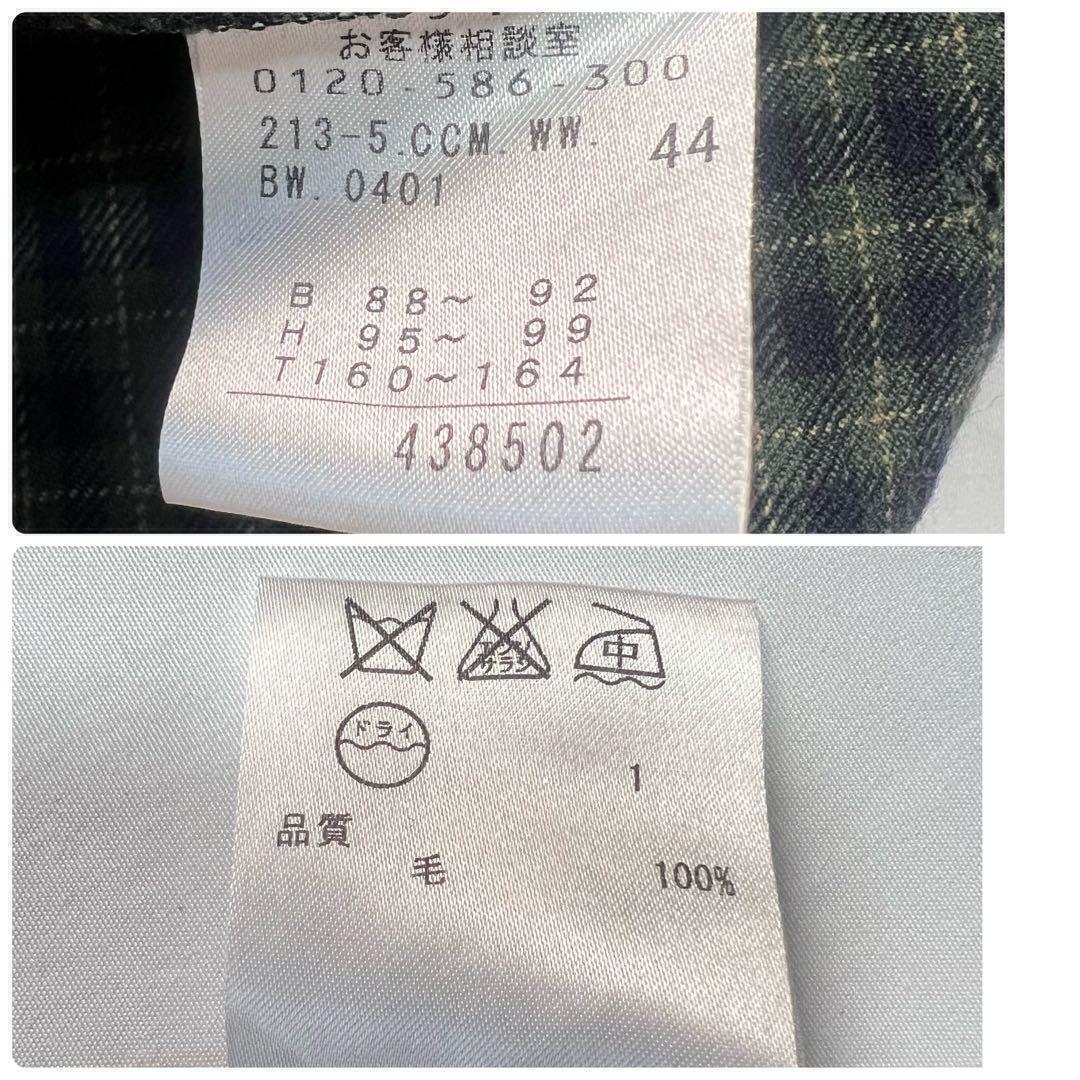 お客様相談室
0120-586-300
213-5.CCM.WW. 44
BW.0401
B 88~ 92
H 95~ 99
T160~164
438502
中
ドライ
1
品質
毛 100%